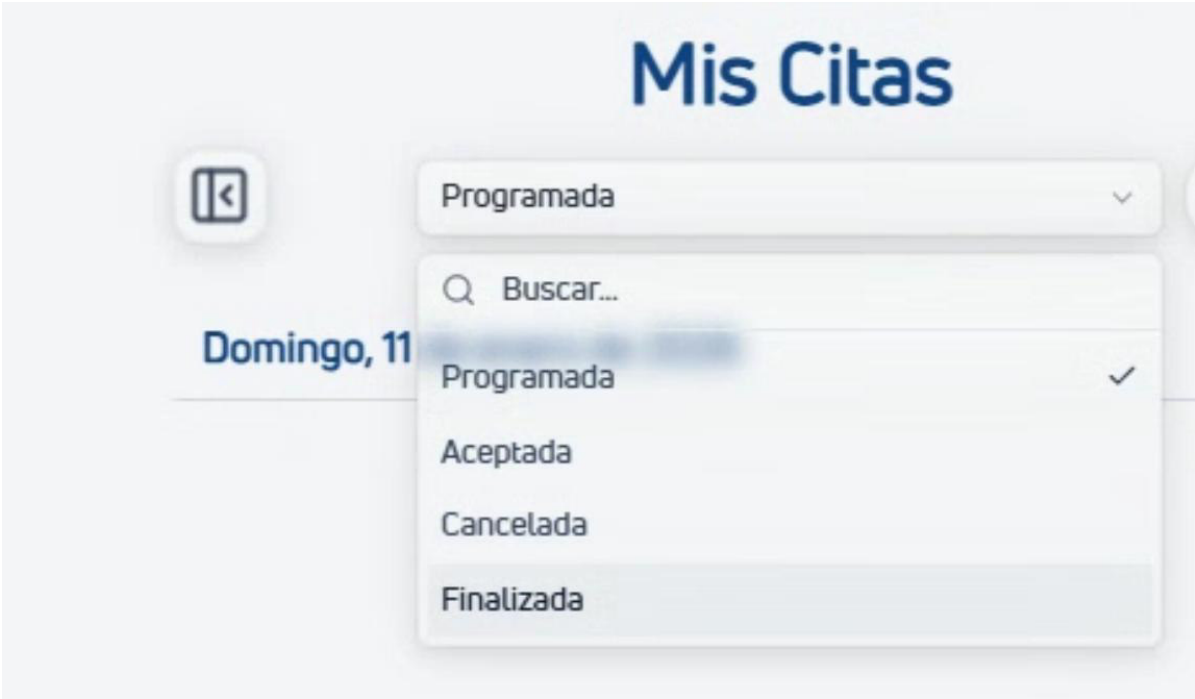 Mis Citas
Programada
Buscar...
Domingo, 11
Programada
Aceptada
Cancelada
Finalizada